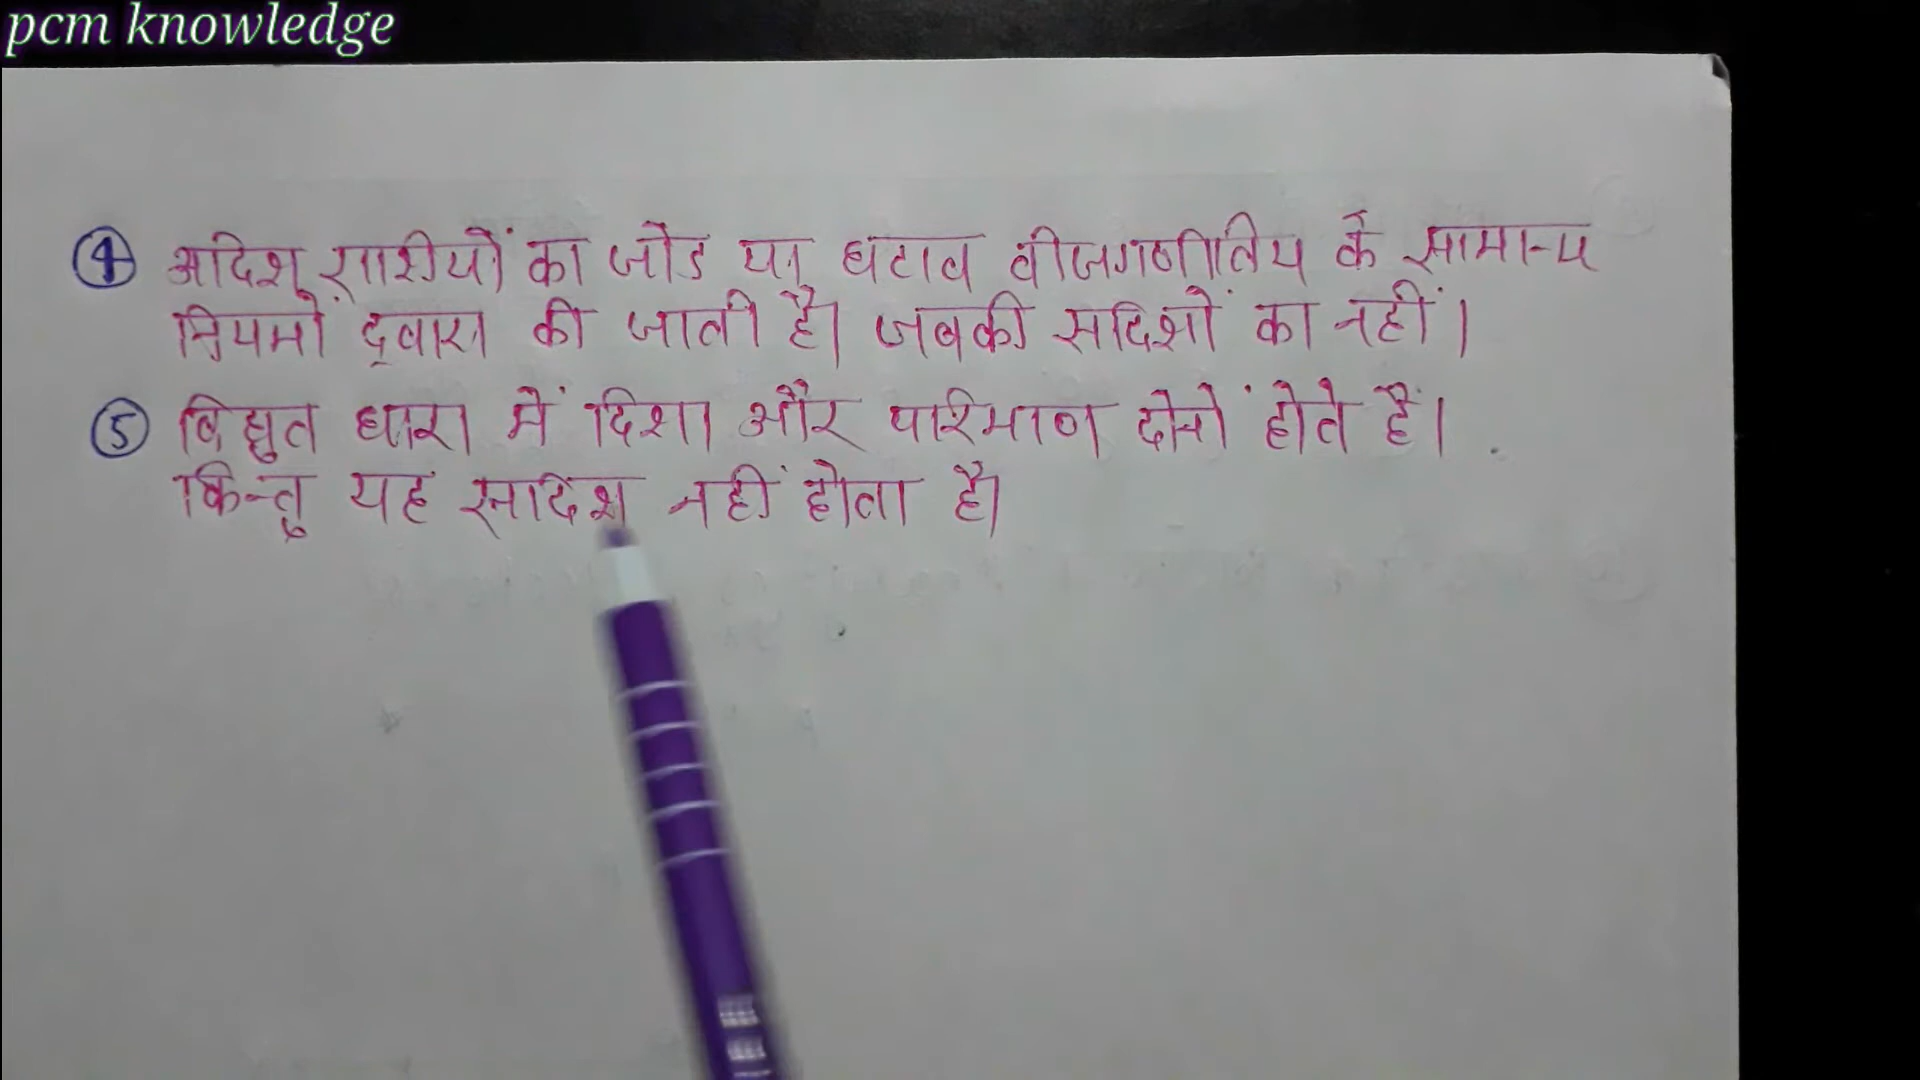 pcm knowledge
④ अदिश राशीयों का जोड या घटाव बीजगणीतिय के सामान्य
नियमों द्वारा की जाती है। जबकी सदिशों का नहीं।
⑤ विद्युत धारा में दिशा और परिमाण दोनों होते हैं।
किन्तु यह सदिश नहीं होता है।